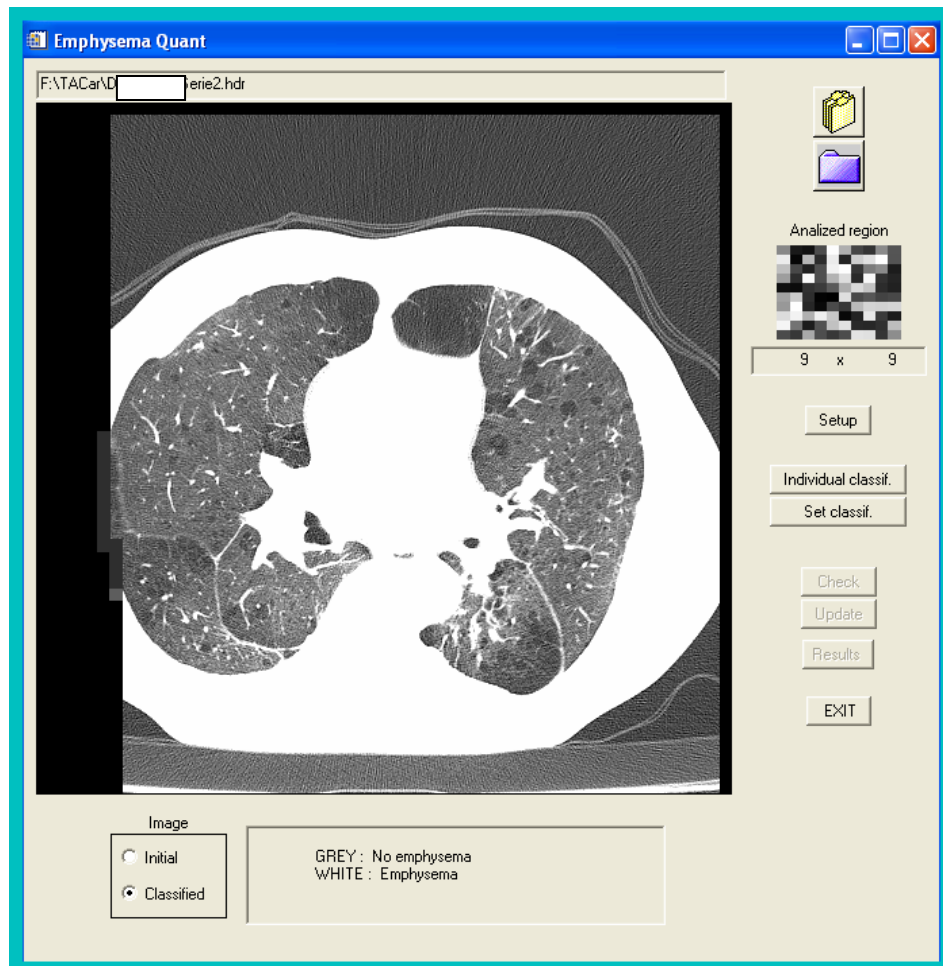 Emphysema Quant
F:\TACar\D erie2.hdr
Analized region
9 x 9
Setup
Individual classif.
Set classif.
Check
Update
Results
EXIT
Image
Initial
Classified
GREY : No emphysema
WHITE : Emphysema